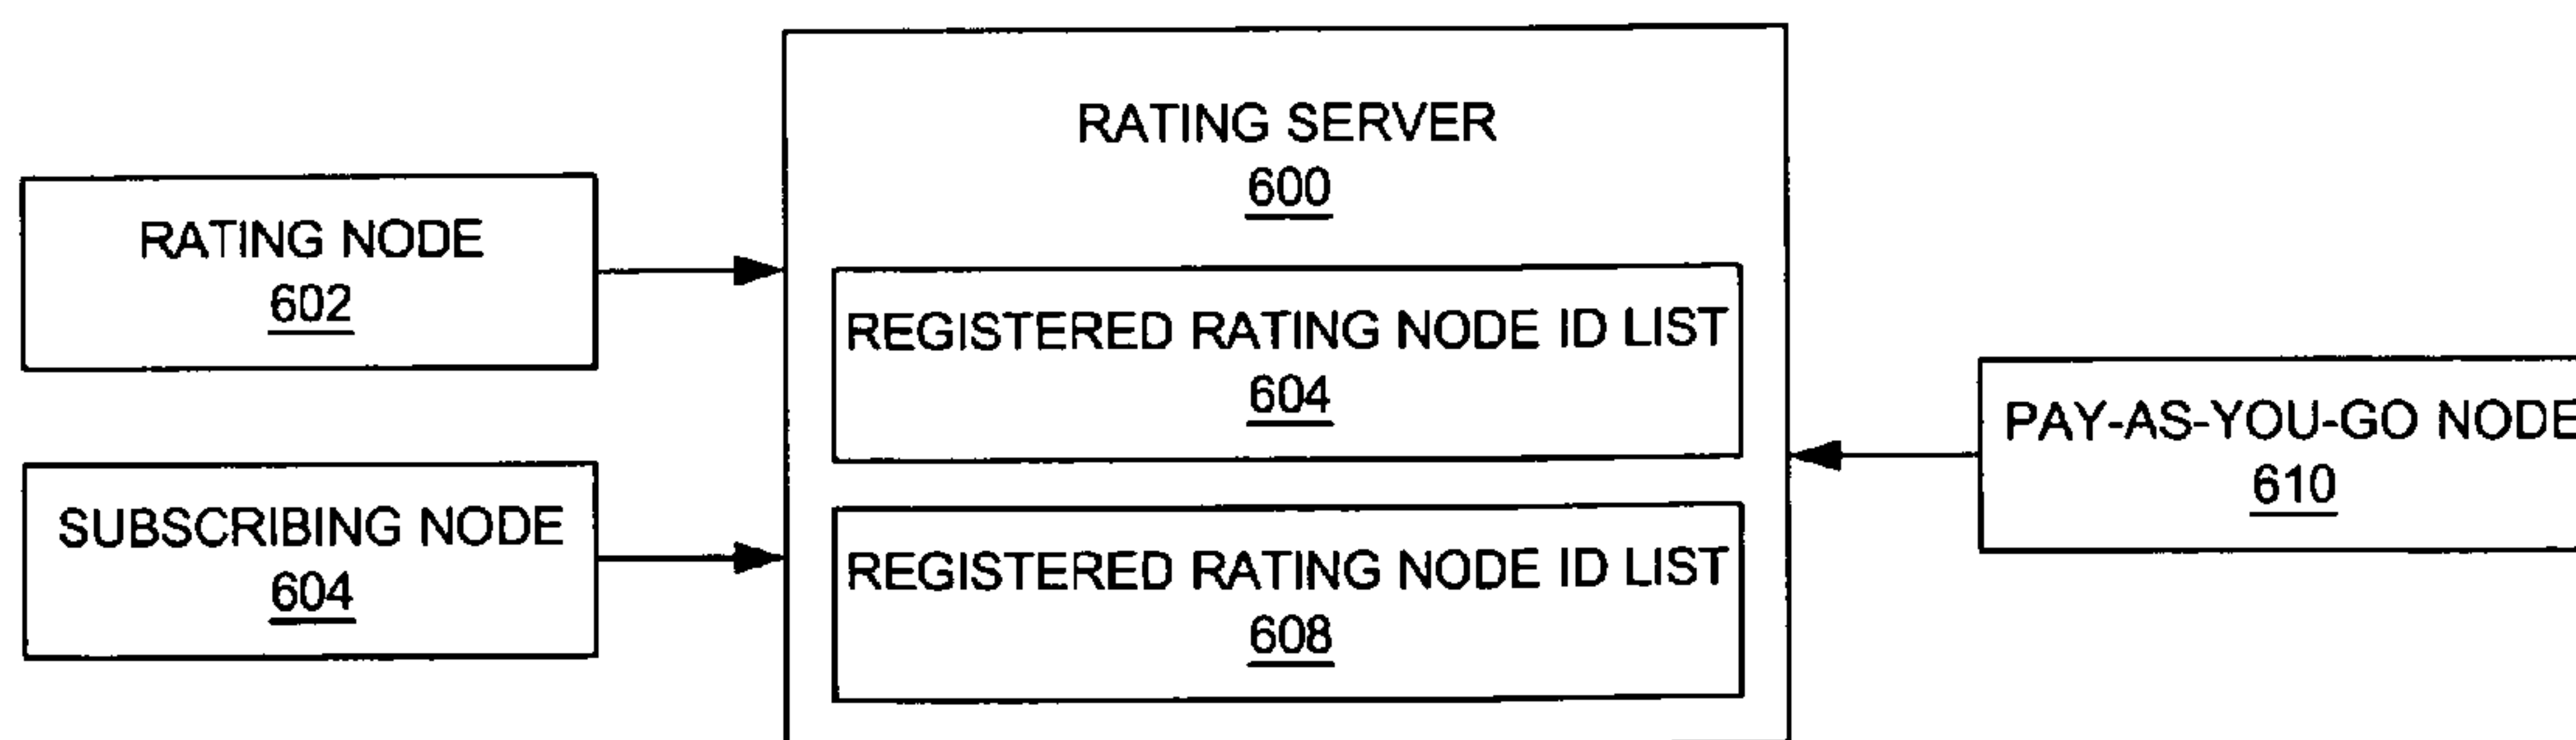 RATING SERVER
600
RATING NODE
602
REGISTERED RATING NODE ID LIST
604
SUBSCRIBING NODE
604
REGISTERED RATING NODE ID LIST
608
PAY-AS-YOU-GO NODE
610